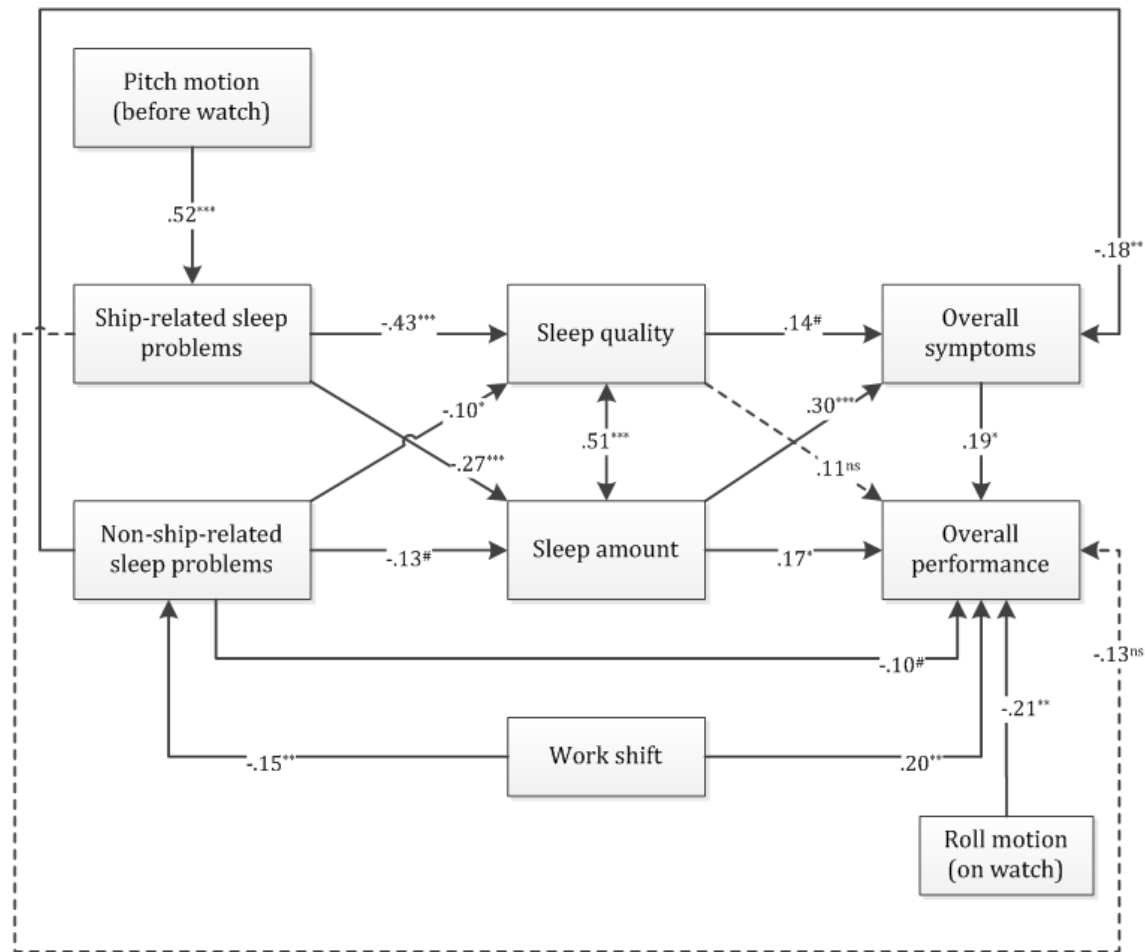 Pitch motion
(before watch)
.52***
-.18**
Ship-related sleep
problems
-.43***
Sleep quality
.14#
Overall
symptoms
-.10*
-.27***
.51***
.30***
.11ns
.19*
Non-ship-related
sleep problems
-.13#
Sleep amount
.17*
Overall
performance
-.10#
-.13ns
-.21**
-.15**
Work shift
.20**
Roll motion
(on watch)